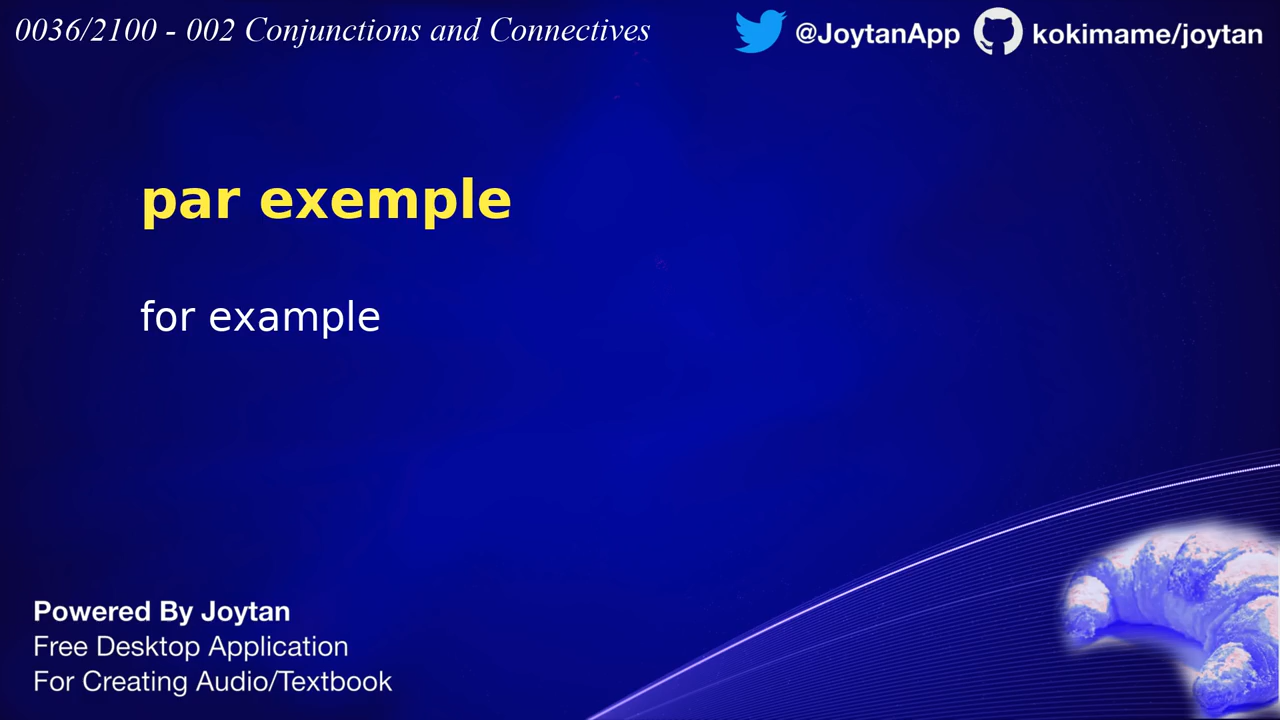 0036/2100 - 002 Conjunctions and Connectives
@JoytanApp
kokimame/joytan
par exemple
for example
Powered By Joytan
Free Desktop Application
For Creating Audio/Textbook